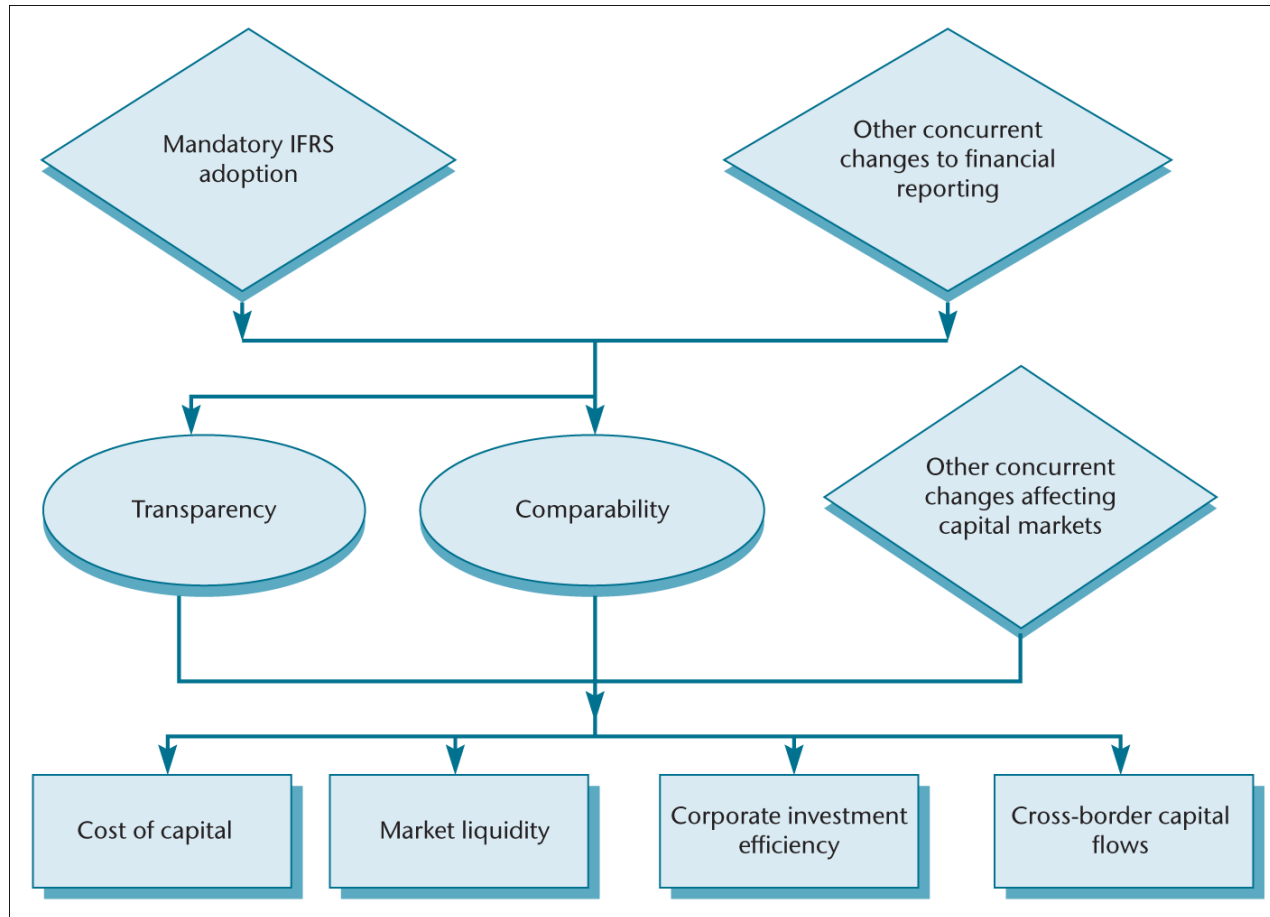 Mandatory IFRS
adoption
Other concurrent
changes to financial
reporting
Transparency
Comparability
Other concurrent
changes affecting
capital markets
Cost of capital
Market liquidity
Corporate investment
efficiency
Cross-border capital
flows